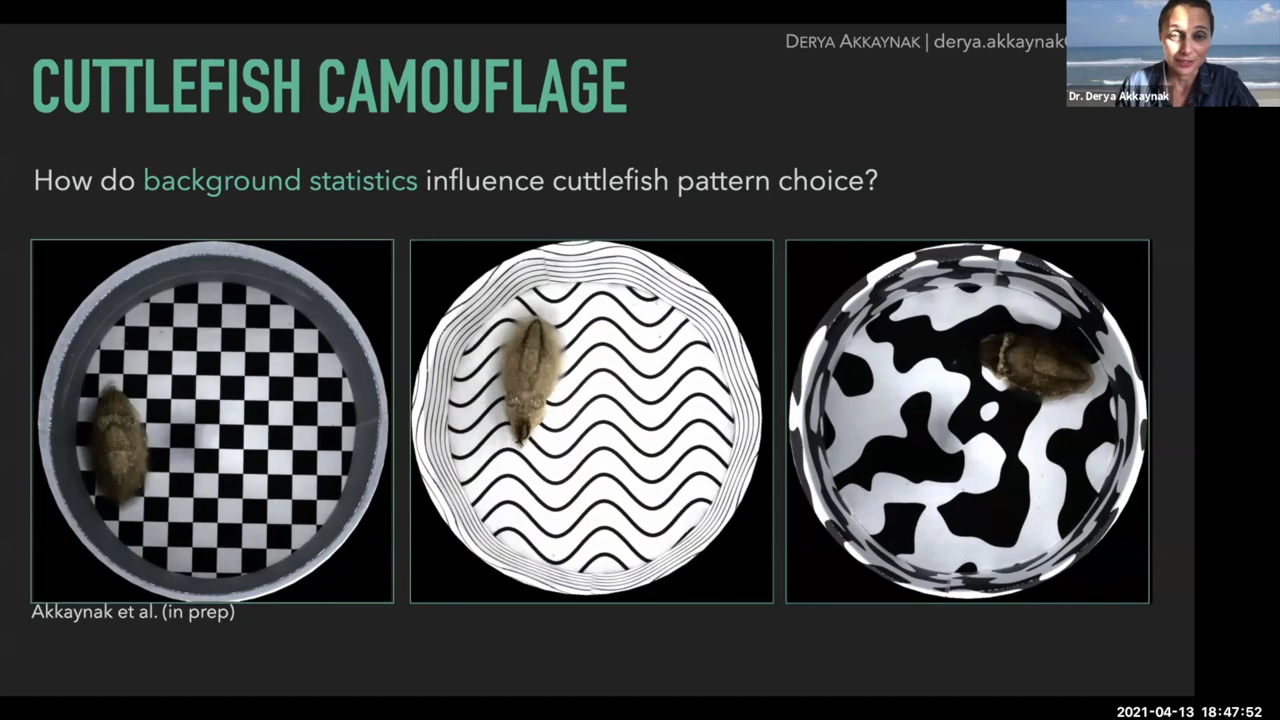 DERYA AKKAYNAK | derya.akkaynak
CUTTLEFISH CAMOUFLAGE
Dr. Derya Akkaynak
How do background statistics influence cuttlefish pattern choice?
Akkaynak et al. (in prep)
2021-04-13 18:47:52